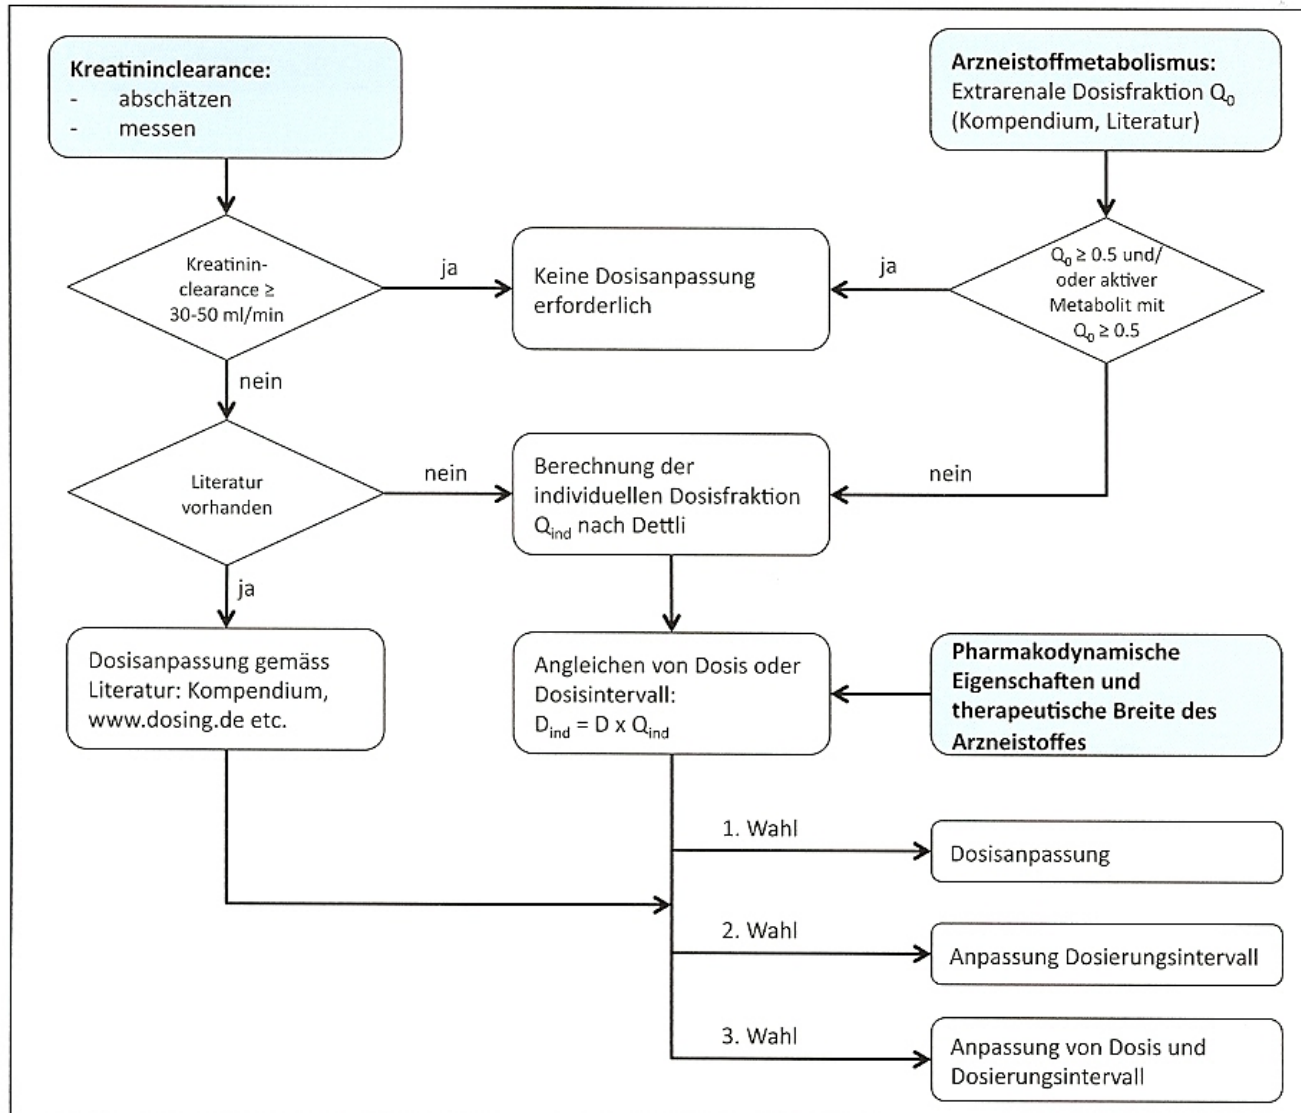 Kreatininclearance:
- abschätzen
- messen
Arzneistoffmetabolismus:
Extrarenale Dosisfraktion Q₀
(Kompendium, Literatur)
Kreatinin-
clearance ≥
30-50 ml/min
ja
Keine Dosisanpassung
erforderlich
ja
Q₀ ≥ 0.5 und/
oder aktiver
Metabolit mit
Q₀ ≥ 0.5
nein
Literatur
vorhanden
nein
Berechnung der
individuellen Dosisfraktion
Q_ind nach Dettli
nein
ja
Dosisanpassung gemäss
Literatur: Kompendium,
www.dosing.de etc.
Angleichen von Dosis oder
Dosisintervall:
D_ind = D x Q_ind
Pharmakodynamische
Eigenschaften und
therapeutische Breite des
Arzneistoffes
1. Wahl
Dosisanpassung
2. Wahl
Anpassung Dosierungsintervall
3. Wahl
Anpassung von Dosis und
Dosierungsintervall